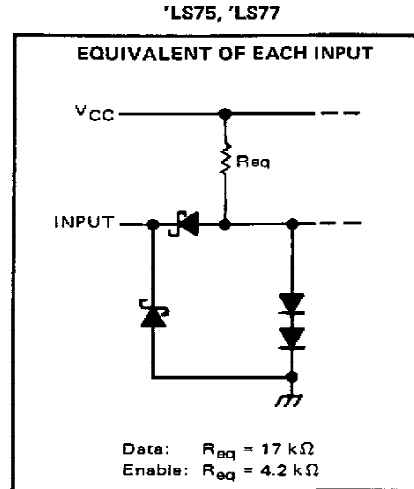 'LS75, 'LS77
EQUIVALENT OF EACH INPUT
VCC
Req
INPUT
Data: Req = 17 kΩ
Enable: Req = 4.2 kΩ